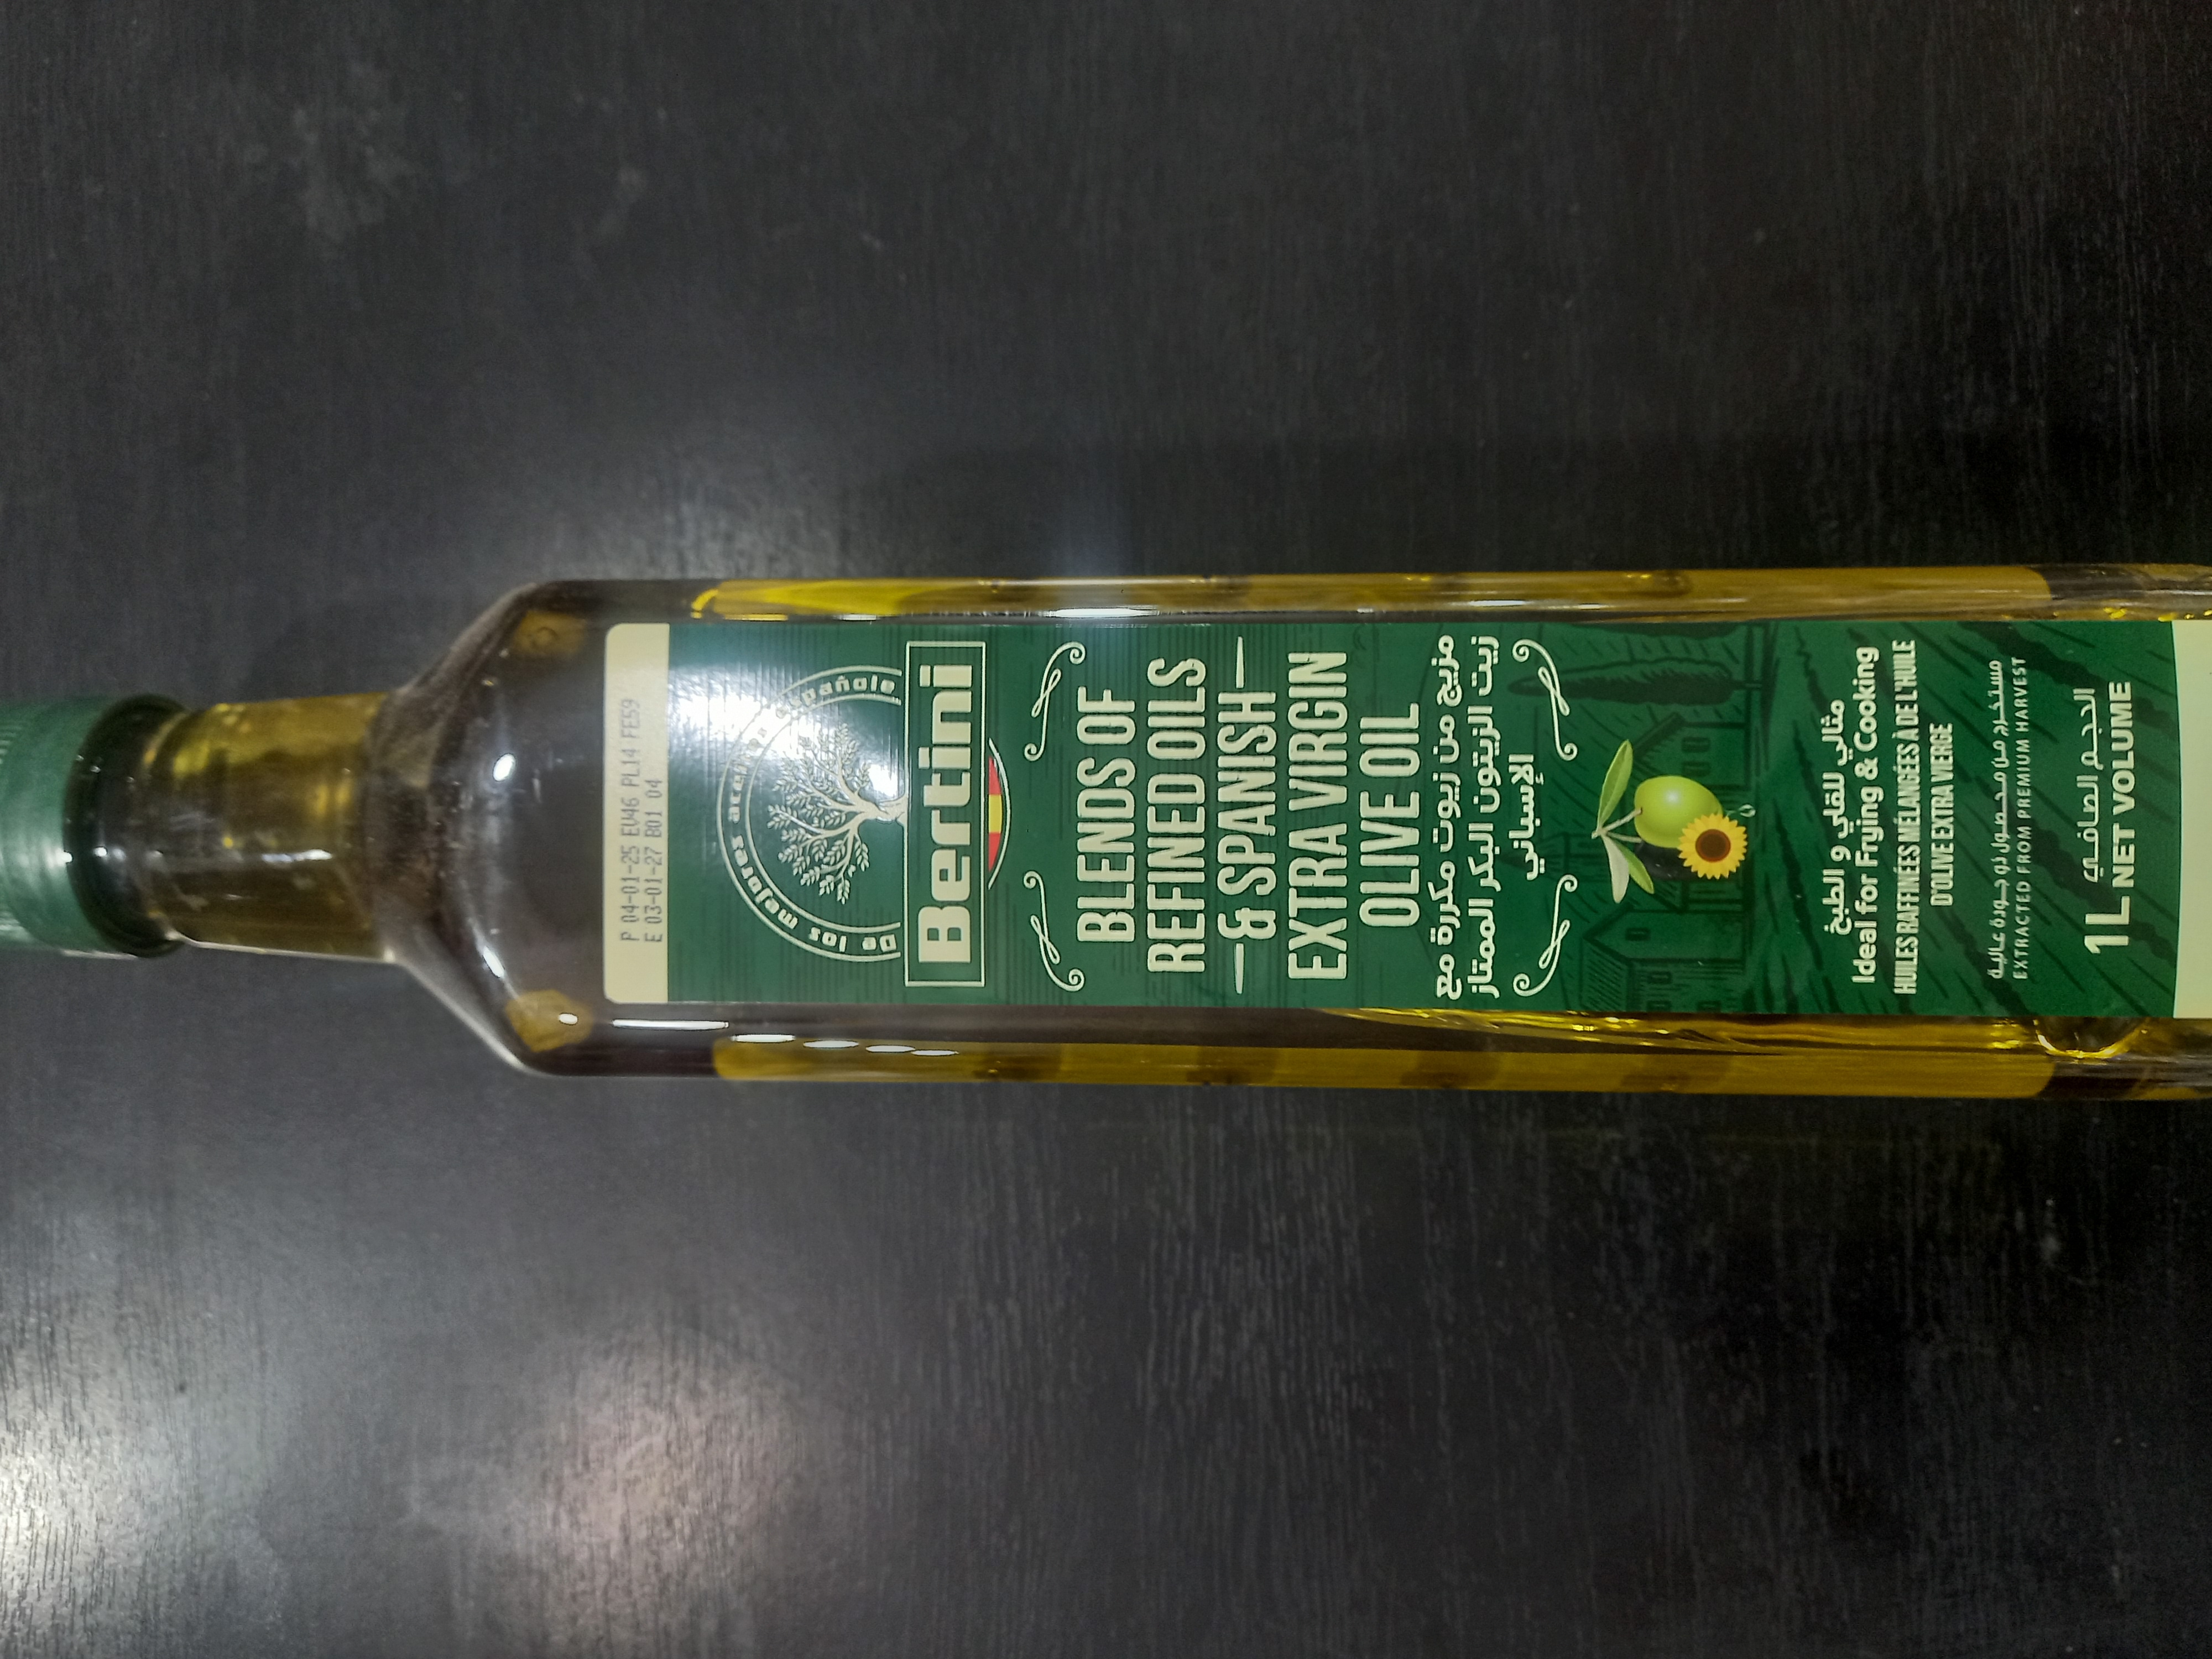 P 04-01-25 EU46 PL14 FE59
E 03-01-27 B01 04
De los mejores
Bertini
BLENDS OF
REFINED OILS
& SPANISH
EXTRA VIRGIN
OLIVE OIL
مزيج من زيوت مكررة مع
زيت الزيتون البكر الممتاز
الإسباني
مثالي للقلي و الطبخ
Ideal for Frying & Cooking
HUILES RAFFINÉES MÉLANGÉES À DE L'HUILE
D'OLIVE EXTRA VIERGE
مستخرج من محصول ذو جودة عالية
EXTRACTED FROM PREMIUM HARVEST
الحجم الصافي
1L NET VOLUME